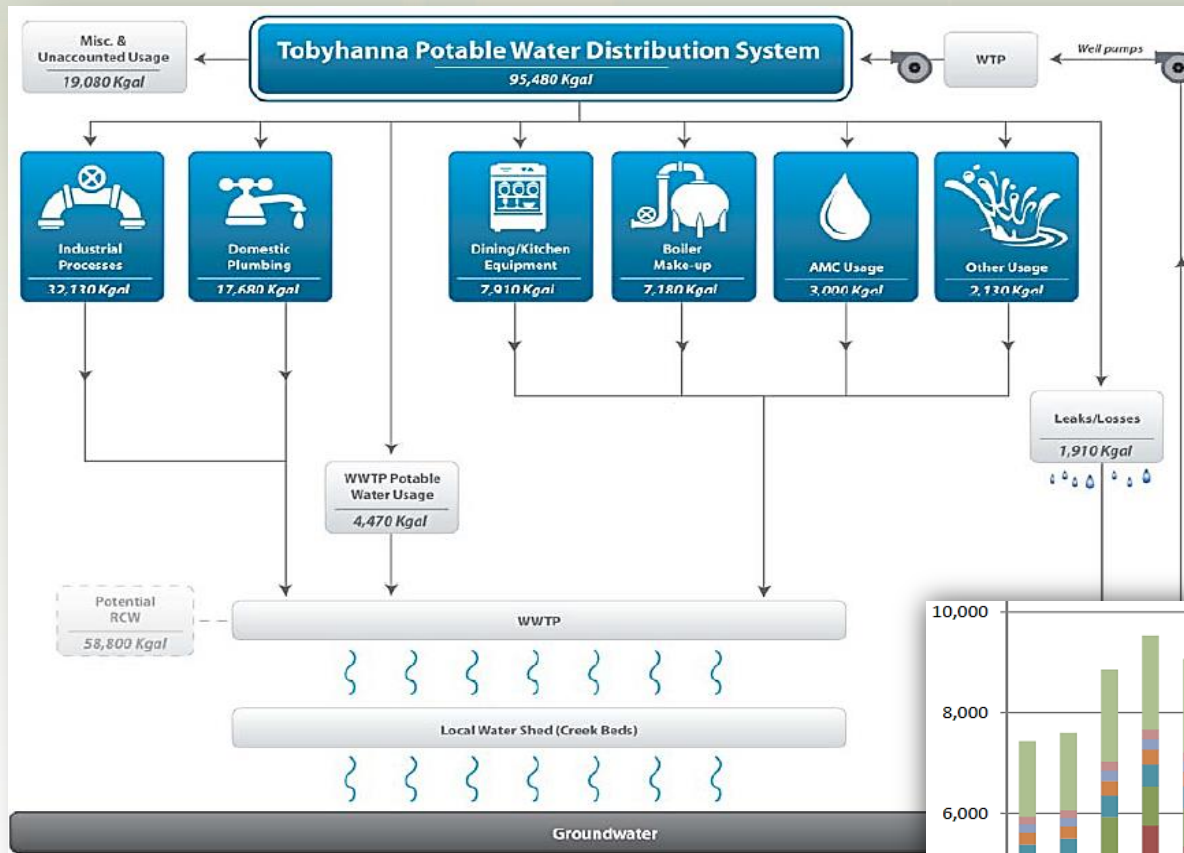 Misc. &
Unaccounted Usage
19,080 Kgal
Tobyhanna Potable Water Distribution System
95,480 Kgal
WTP
Well pumps
Industrial
Processes
32,130 Kgal
Domestic
Plumbing
17,680 Kgal
Dining/Kitchen
Equipment
7,910 Kgal
Boiler
Make-up
7,180 Kgal
AMC Usage
3,000 Kgal
Other Usage
2,130 Kgal
Leaks/Losses
1,910 Kgal
WWTP Potable
Water Usage
4,470 Kgal
Potential
RCW
58,800 Kgal
WWTP
Local Water Shed (Creek Beds)
Groundwater
10,000
8,000
6,000